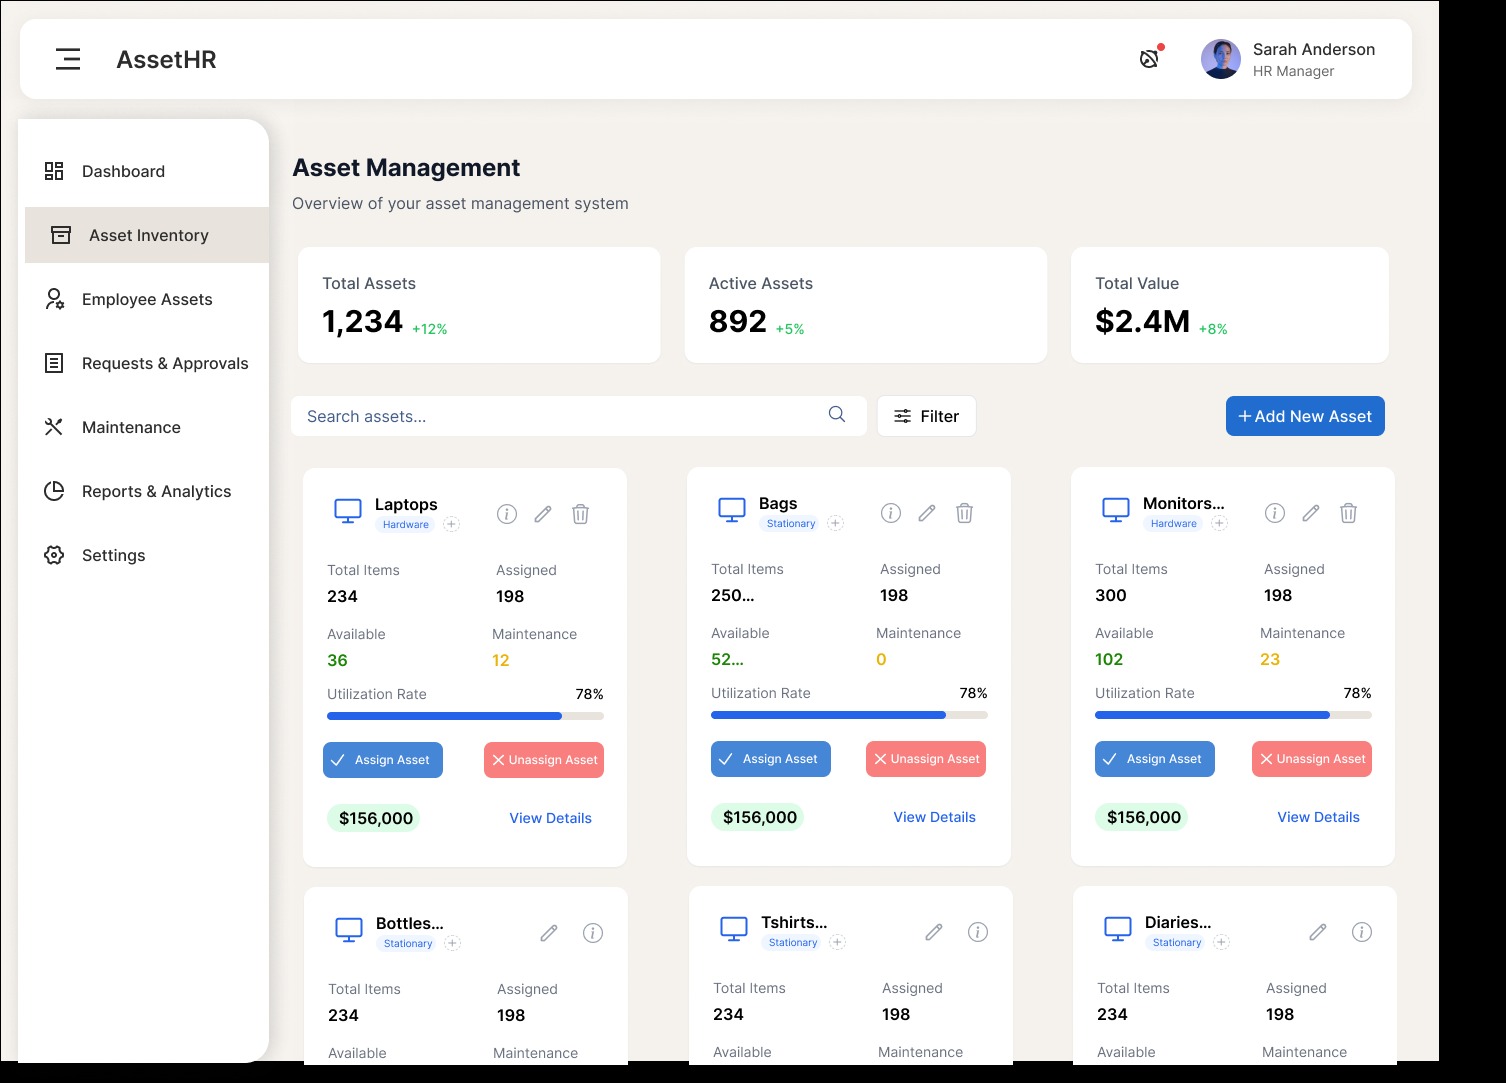 AssetHR
Sarah Anderson
HR Manager
Dashboard
Asset Inventory
Employee Assets
Requests & Approvals
Maintenance
Reports & Analytics
Settings
Asset Management
Overview of your asset management system
Total Assets
1,234 +12%
Active Assets
892 +5%
Total Value
$2.4M +8%
Search assets...
Filter
+ Add New Asset
Laptops
Hardware +
Total Items Assigned
234 198
Available Maintenance
36 12
Utilization Rate 78%
Assign Asset Unassign Asset
$156,000 View Details
Bags
Stationary +
Total Items Assigned
250... 198
Available Maintenance
52... 0
Utilization Rate 78%
Assign Asset Unassign Asset
$156,000 View Details
Monitors...
Hardware +
Total Items Assigned
300 198
Available Maintenance
102 23
Utilization Rate 78%
Assign Asset Unassign Asset
$156,000 View Details
Bottles...
Stationary +
Total Items Assigned
234 198
Available Maintenance
Tshirts...
Stationary +
Total Items Assigned
234 198
Available Maintenance
Diaries...
Stationary +
Total Items Assigned
234 198
Available Maintenance